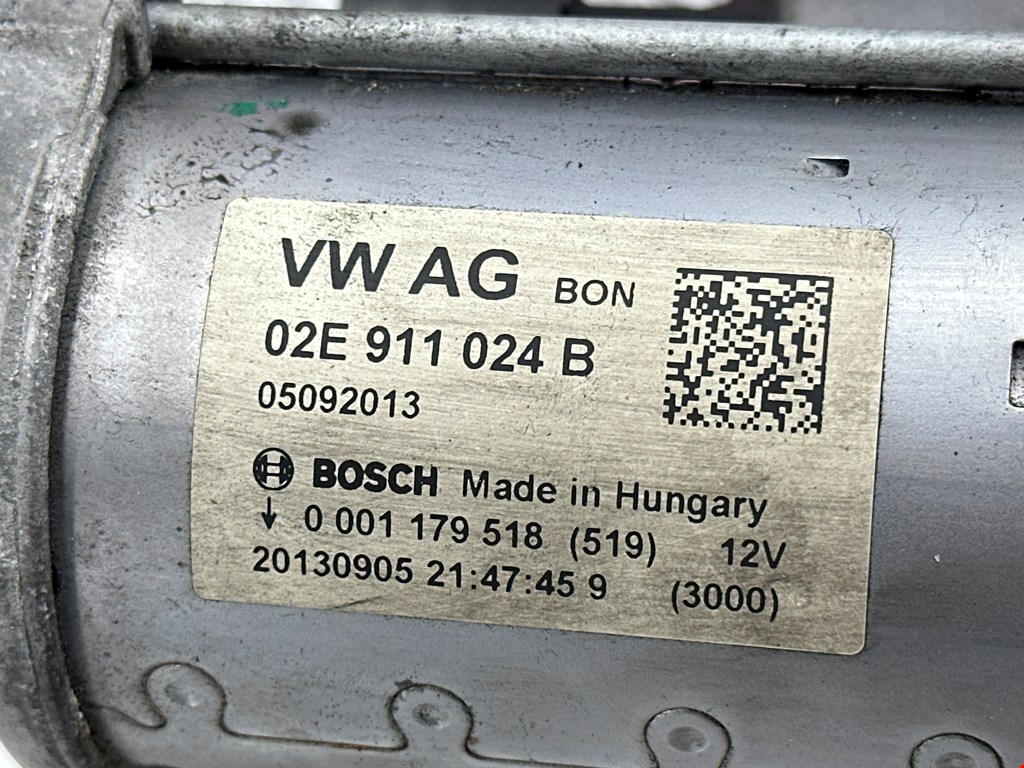 VW AG BON
02E 911 024 B
05092013
BOSCH Made in Hungary
↓ 0 001 179 518 (519) 12V
20130905 21:47:45 9 (3000)